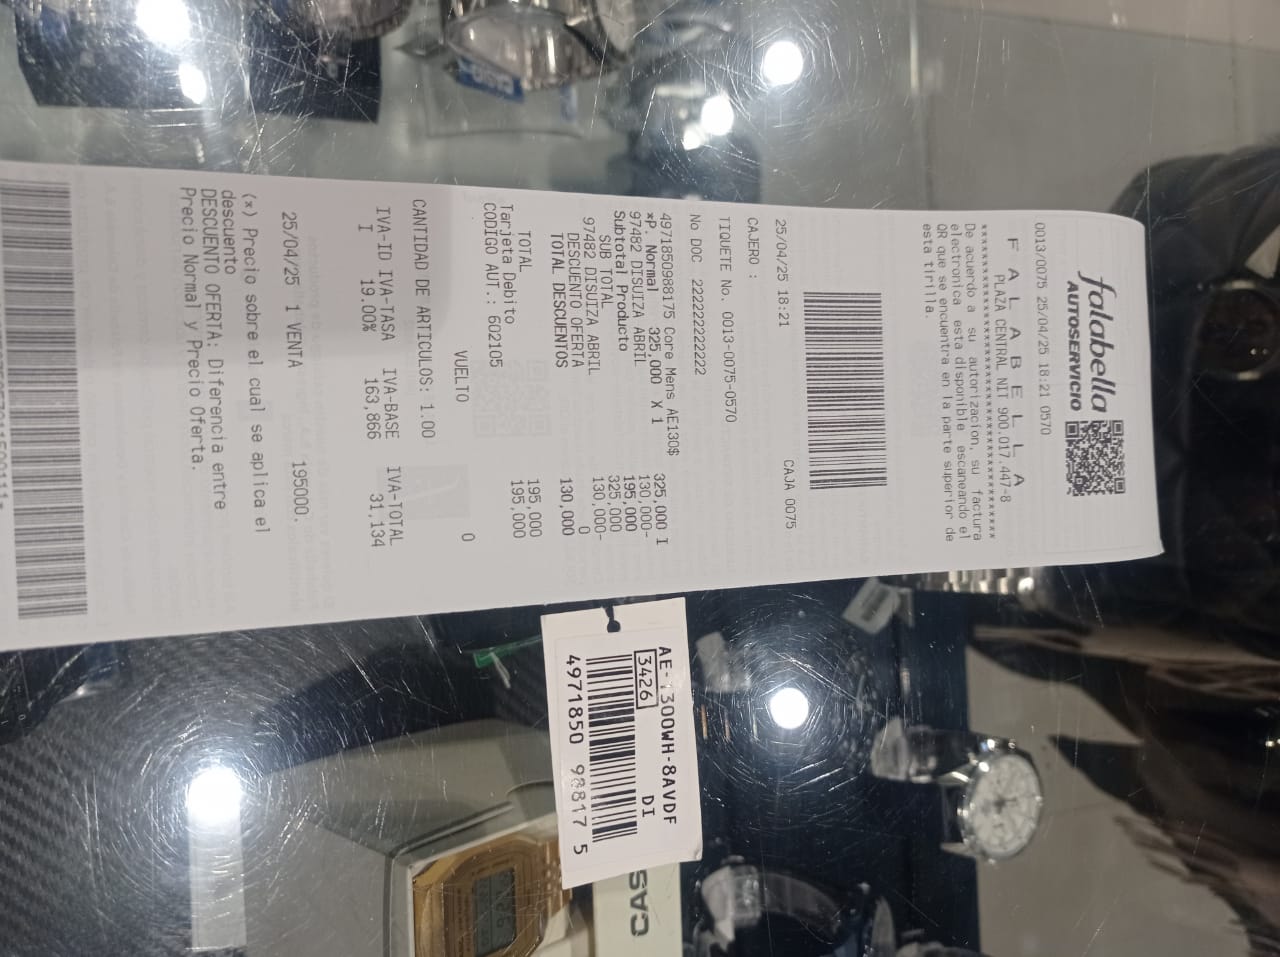 falabella
AUTOSERVICIO
0013/0075 25/04/25 18:21 0570
F A L A B E L L A
PLAZA CENTRAL NIT 900.017.447-8
De acuerdo a su autorizacion, su factura
electronica esta disponible escaneando el
QR que se encuentra en la parte superior de
esta tirilla.
25/04/25 18:21 CAJA 0075
CAJERO :
TIQUETE No. 0013-0075-0570
No DOC 222222222222
4971850988175 Core Mens AE130$ 325,000 I
*P. Normal 325,000 X 1
97482 DISUIZA ABRIL 130,000-
Subtotal Producto 195,000
SUB TOTAL 325,000
97482 DISUIZA ABRIL 130,000-
DESCUENTO OFERTA 0
TOTAL DESCUENTOS 130,000
TOTAL 195,000
Tarjeta Debito 195,000
CODIGO AUT.: 602105
VUELTO 0
CANTIDAD DE ARTICULOS: 1.00
IVA-ID IVA-TASA IVA-BASE IVA-TOTAL
I 19.00% 163,866 31,134
25/04/25 1 VENTA 195000.
(*) Precio sobre el cual se aplica el
descuento
DESCUENTO OFERTA: Diferencia entre
Precio Normal y Precio Oferta.
AE-1300WH-8AVDF
3426 DI
4971850 98817 5
CASIO
CAS